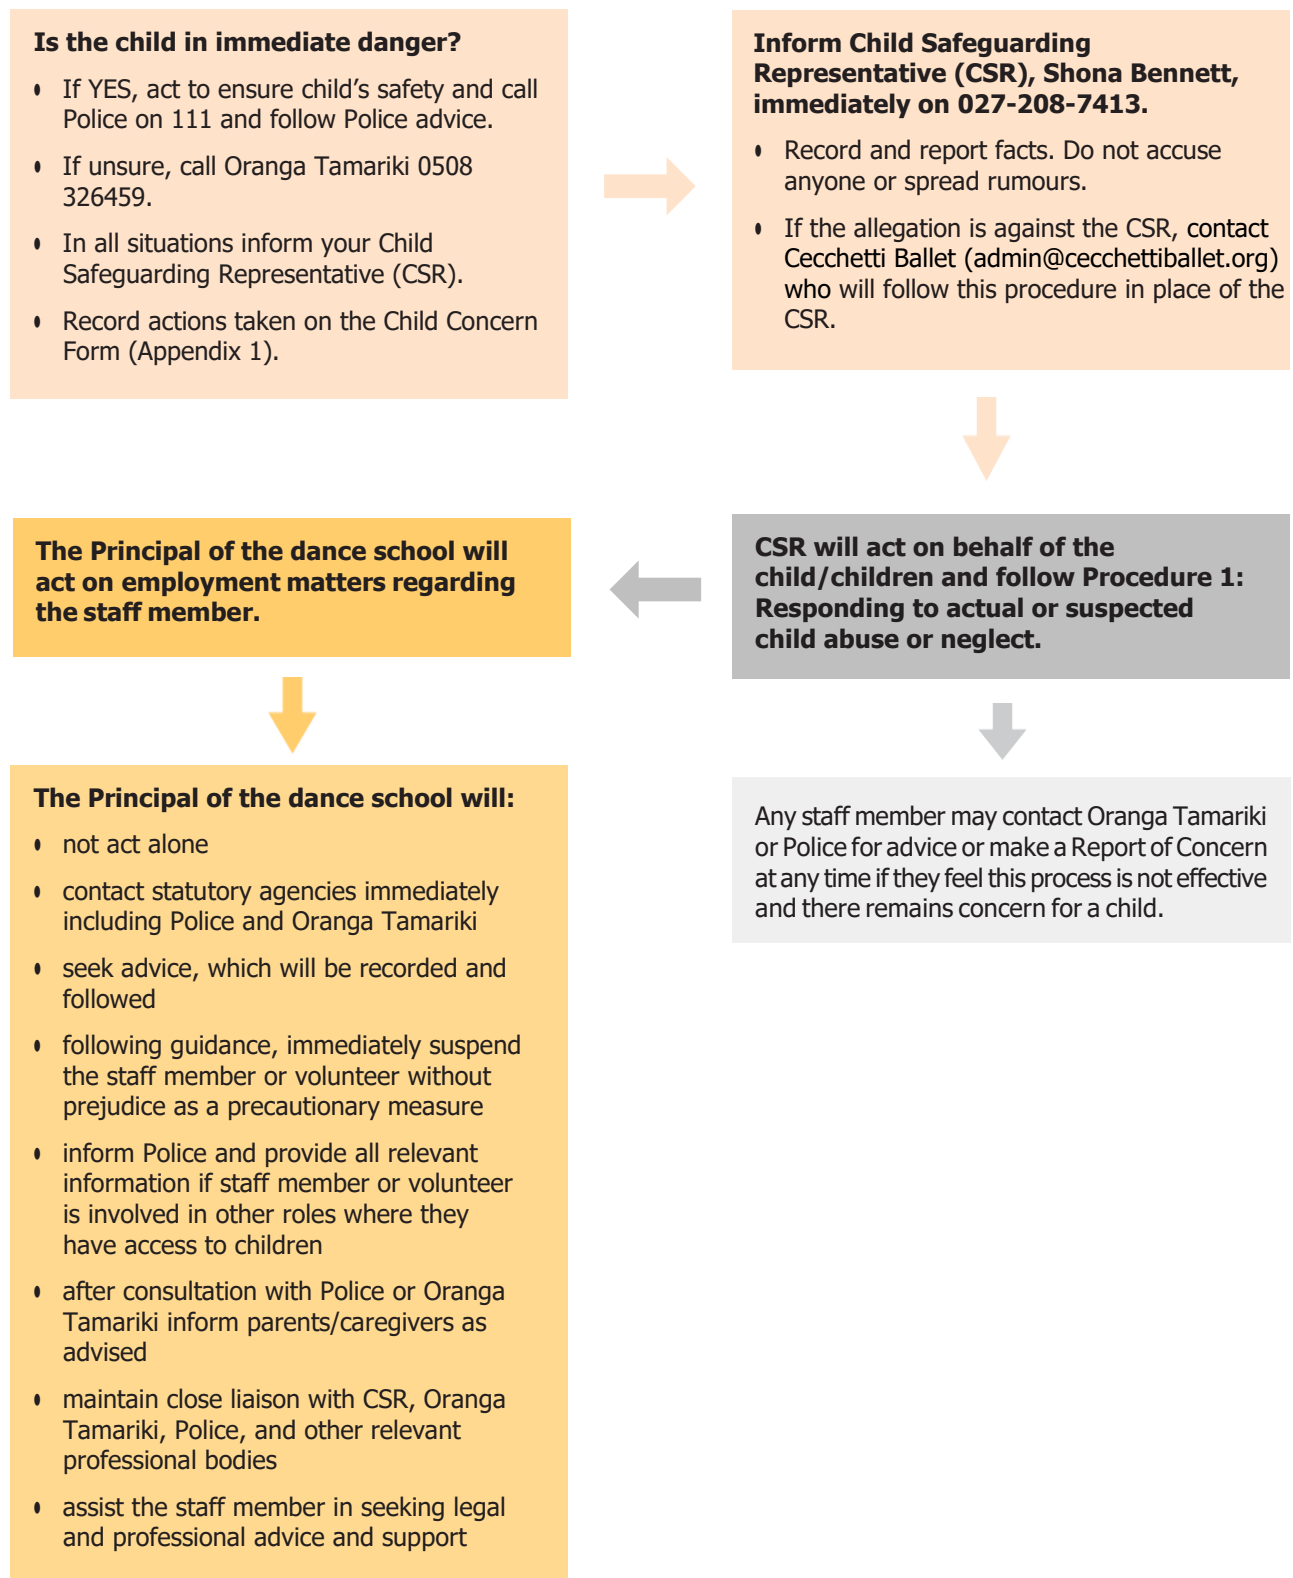 Is the child in immediate danger?
• If YES, act to ensure child’s safety and call
Police on 111 and follow Police advice.
• If unsure, call Oranga Tamariki 0508
326459.
• In all situations inform your Child
Safeguarding Representative (CSR).
• Record actions taken on the Child Concern
Form (Appendix 1).
Inform Child Safeguarding
Representative (CSR), Shona Bennett,
immediately on 027-208-7413.
• Record and report facts. Do not accuse
anyone or spread rumours.
• If the allegation is against the CSR, contact
Cecchetti Ballet (admin@cecchettiballet.org)
who will follow this procedure in place of the
CSR.
CSR will act on behalf of the
child/children and follow Procedure 1:
Responding to actual or suspected
child abuse or neglect.
The Principal of the dance school will
act on employment matters regarding
the staff member.
Any staff member may contact Oranga Tamariki
or Police for advice or make a Report of Concern
at any time if they feel this process is not effective
and there remains concern for a child.
The Principal of the dance school will:
• not act alone
• contact statutory agencies immediately
including Police and Oranga Tamariki
• seek advice, which will be recorded and
followed
• following guidance, immediately suspend
the staff member or volunteer without
prejudice as a precautionary measure
• inform Police and provide all relevant
information if staff member or volunteer
is involved in other roles where they
have access to children
• after consultation with Police or Oranga
Tamariki inform parents/caregivers as
advised
• maintain close liaison with CSR, Oranga
Tamariki, Police, and other relevant
professional bodies
• assist the staff member in seeking legal
and professional advice and support